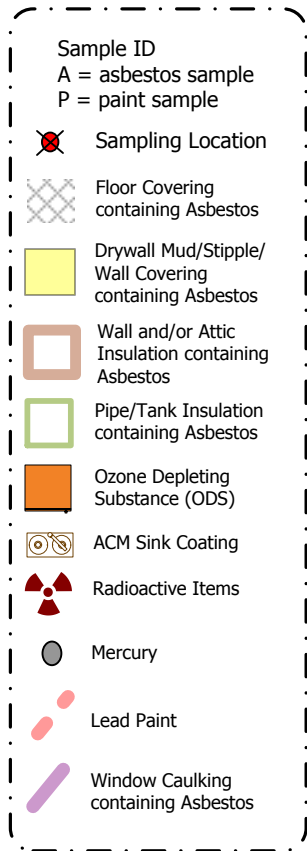 Sample ID
A = asbestos sample
P = paint sample
Sampling Location
Floor Covering
containing Asbestos
Drywall Mud/Stipple/
Wall Covering
containing Asbestos
Wall and/or Attic
Insulation containing
Asbestos
Pipe/Tank Insulation
containing Asbestos
Ozone Depleting
Substance (ODS)
ACM Sink Coating
Radioactive Items
Mercury
Lead Paint
Window Caulking
containing Asbestos